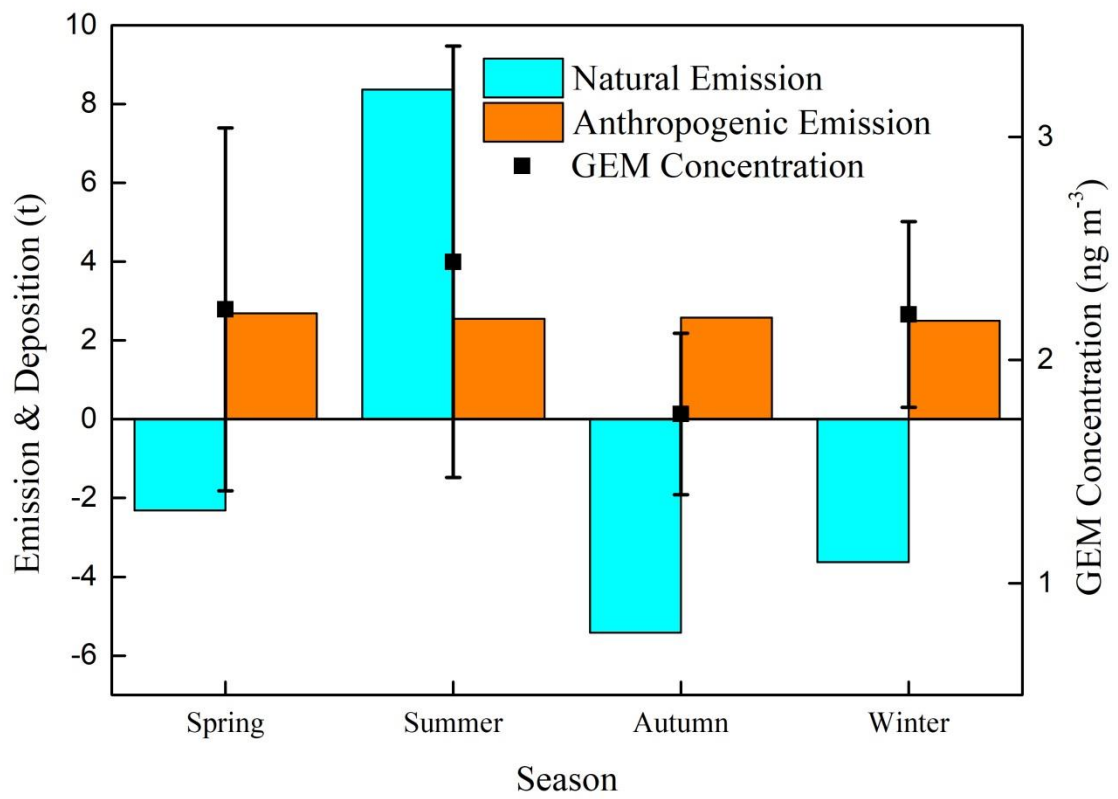 10
8
6
4
2
0
-2
-4
-6
Emission & Deposition (t)
Natural Emission
Anthropogenic Emission
GEM Concentration
3
2
1
GEM Concentration (ng m⁻³)
Spring
Summer
Autumn
Winter
Season